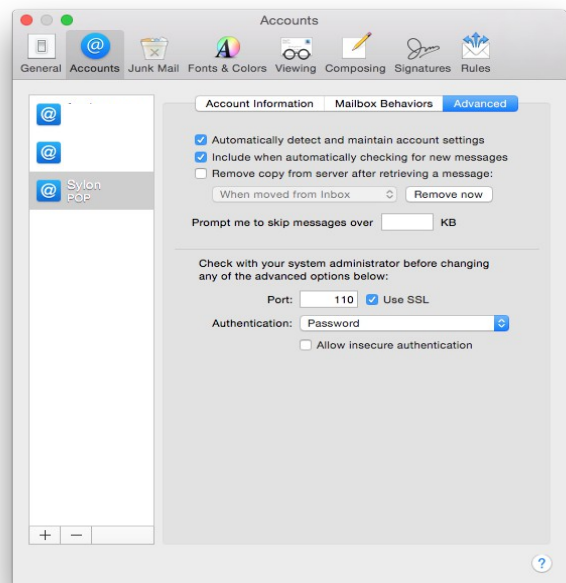 Accounts
General Accounts Junk Mail Fonts & Colors Viewing Composing Signatures Rules
Account Information Mailbox Behaviors Advanced
Sylon
POP
Automatically detect and maintain account settings
Include when automatically checking for new messages
Remove copy from server after retrieving a message:
When moved from Inbox Remove now
Prompt me to skip messages over KB
Check with your system administrator before changing
any of the advanced options below:
Port: 110 Use SSL
Authentication: Password
Allow insecure authentication
+ −
?